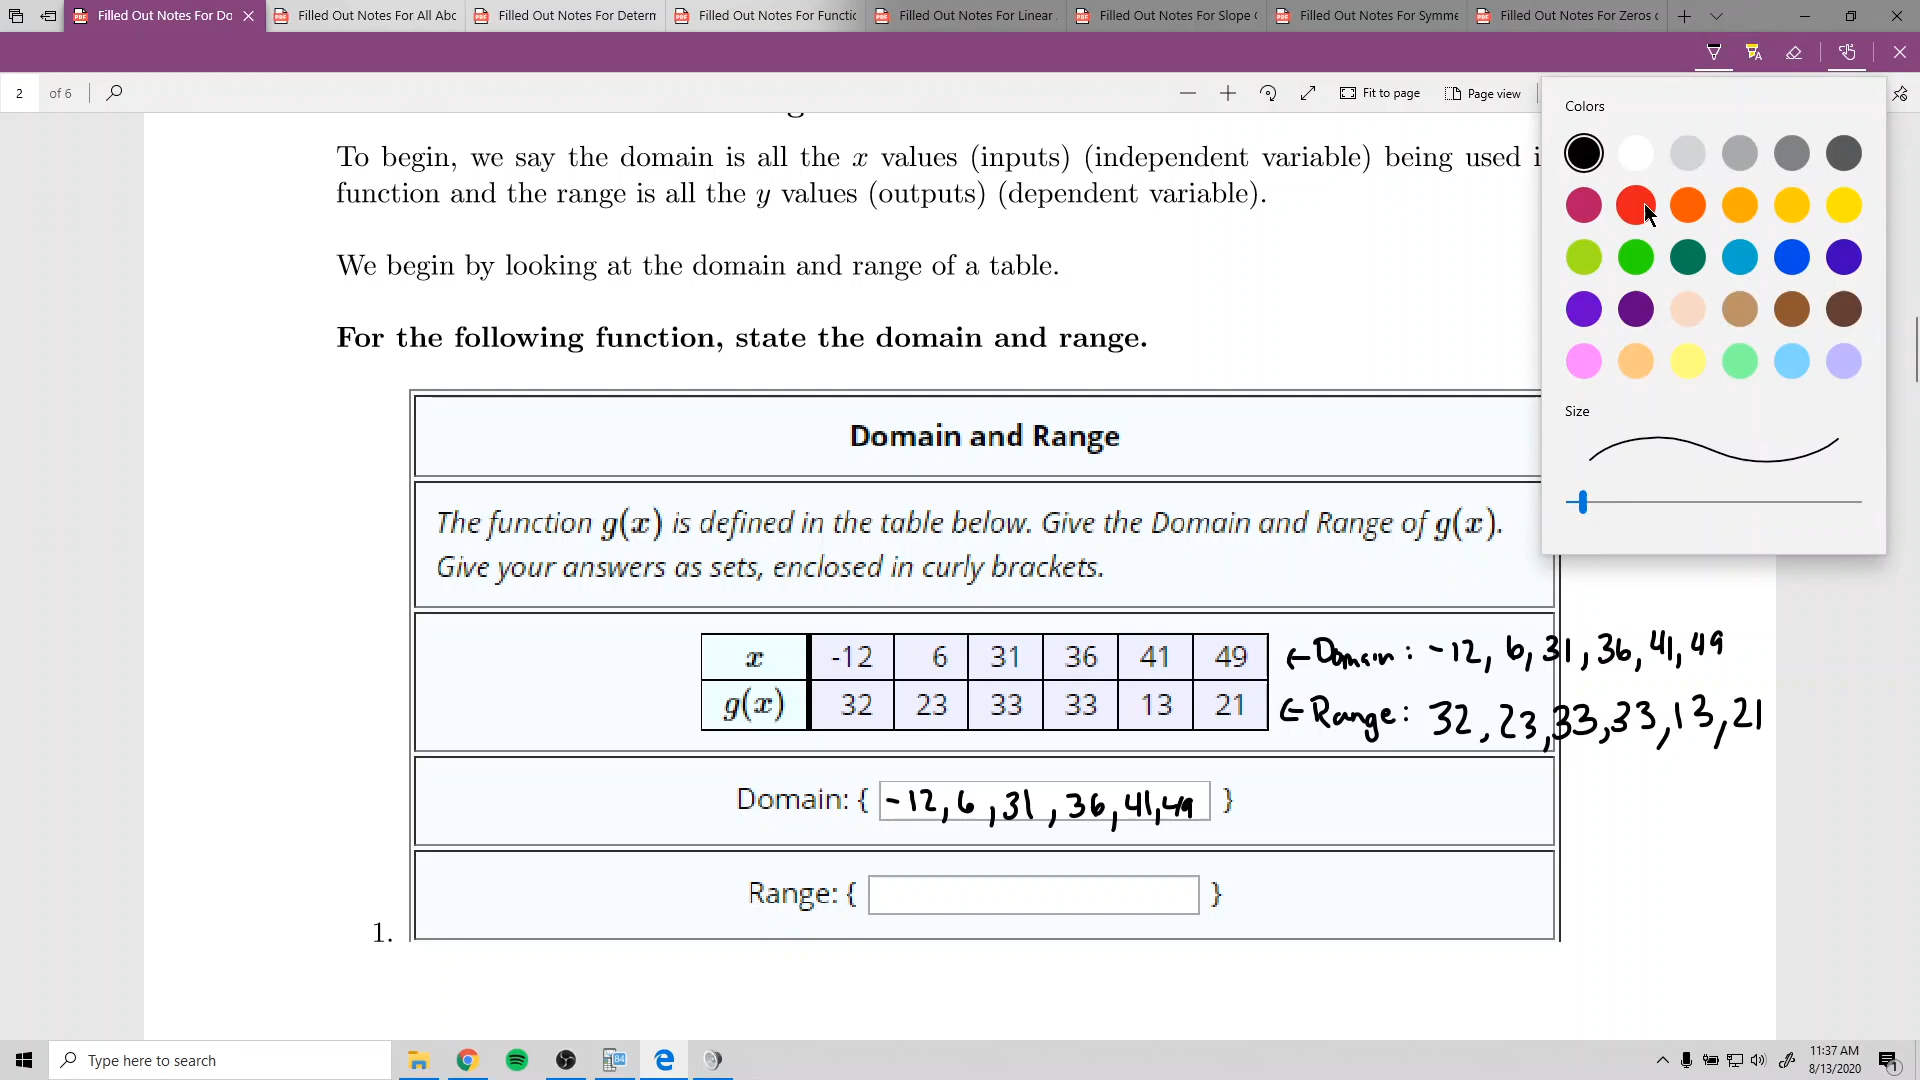 Filled Out Notes For Do
Filled Out Notes For All Abo
Filled Out Notes For Determ
Filled Out Notes For Functio
Filled Out Notes For Linear
Filled Out Notes For Slope
Filled Out Notes For Symme
Filled Out Notes For Zeros o
2 of 6
Fit to page
Page view
Colors
Size
To begin, we say the domain is all the x values (inputs) (independent variable) being used i
function and the range is all the y values (outputs) (dependent variable).
We begin by looking at the domain and range of a table.
For the following function, state the domain and range.
Domain and Range
The function g(x) is defined in the table below. Give the Domain and Range of g(x).
Give your answers as sets, enclosed in curly brackets.
x -12 6 31 36 41 49 ← Domain: -12, 6, 31, 36, 41, 49
g(x) 32 23 33 33 13 21 ← Range: 32, 23, 33, 33, 13, 21
Domain: { -12, 6, 31, 36, 41, 49 }
Range: { }
1.
Type here to search
84
11:37 AM
8/13/2020
1